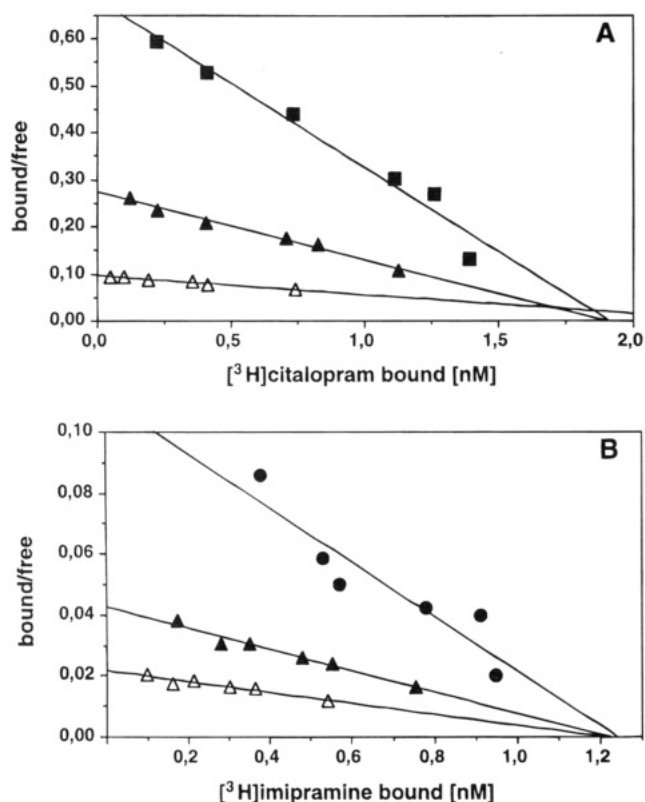 A
0,60
0,50
0,30
0,20
0,10
0,00
bound/free
0,0 0,5 1,0 1,5 2,0
[³H]citalopram bound [nM]
B
0,10
0,08
0,06
0,04
0,02
0,00
bound/free
0,2 0,4 0,6 0,8 1,0 1,2
[³H]imipramine bound [nM]